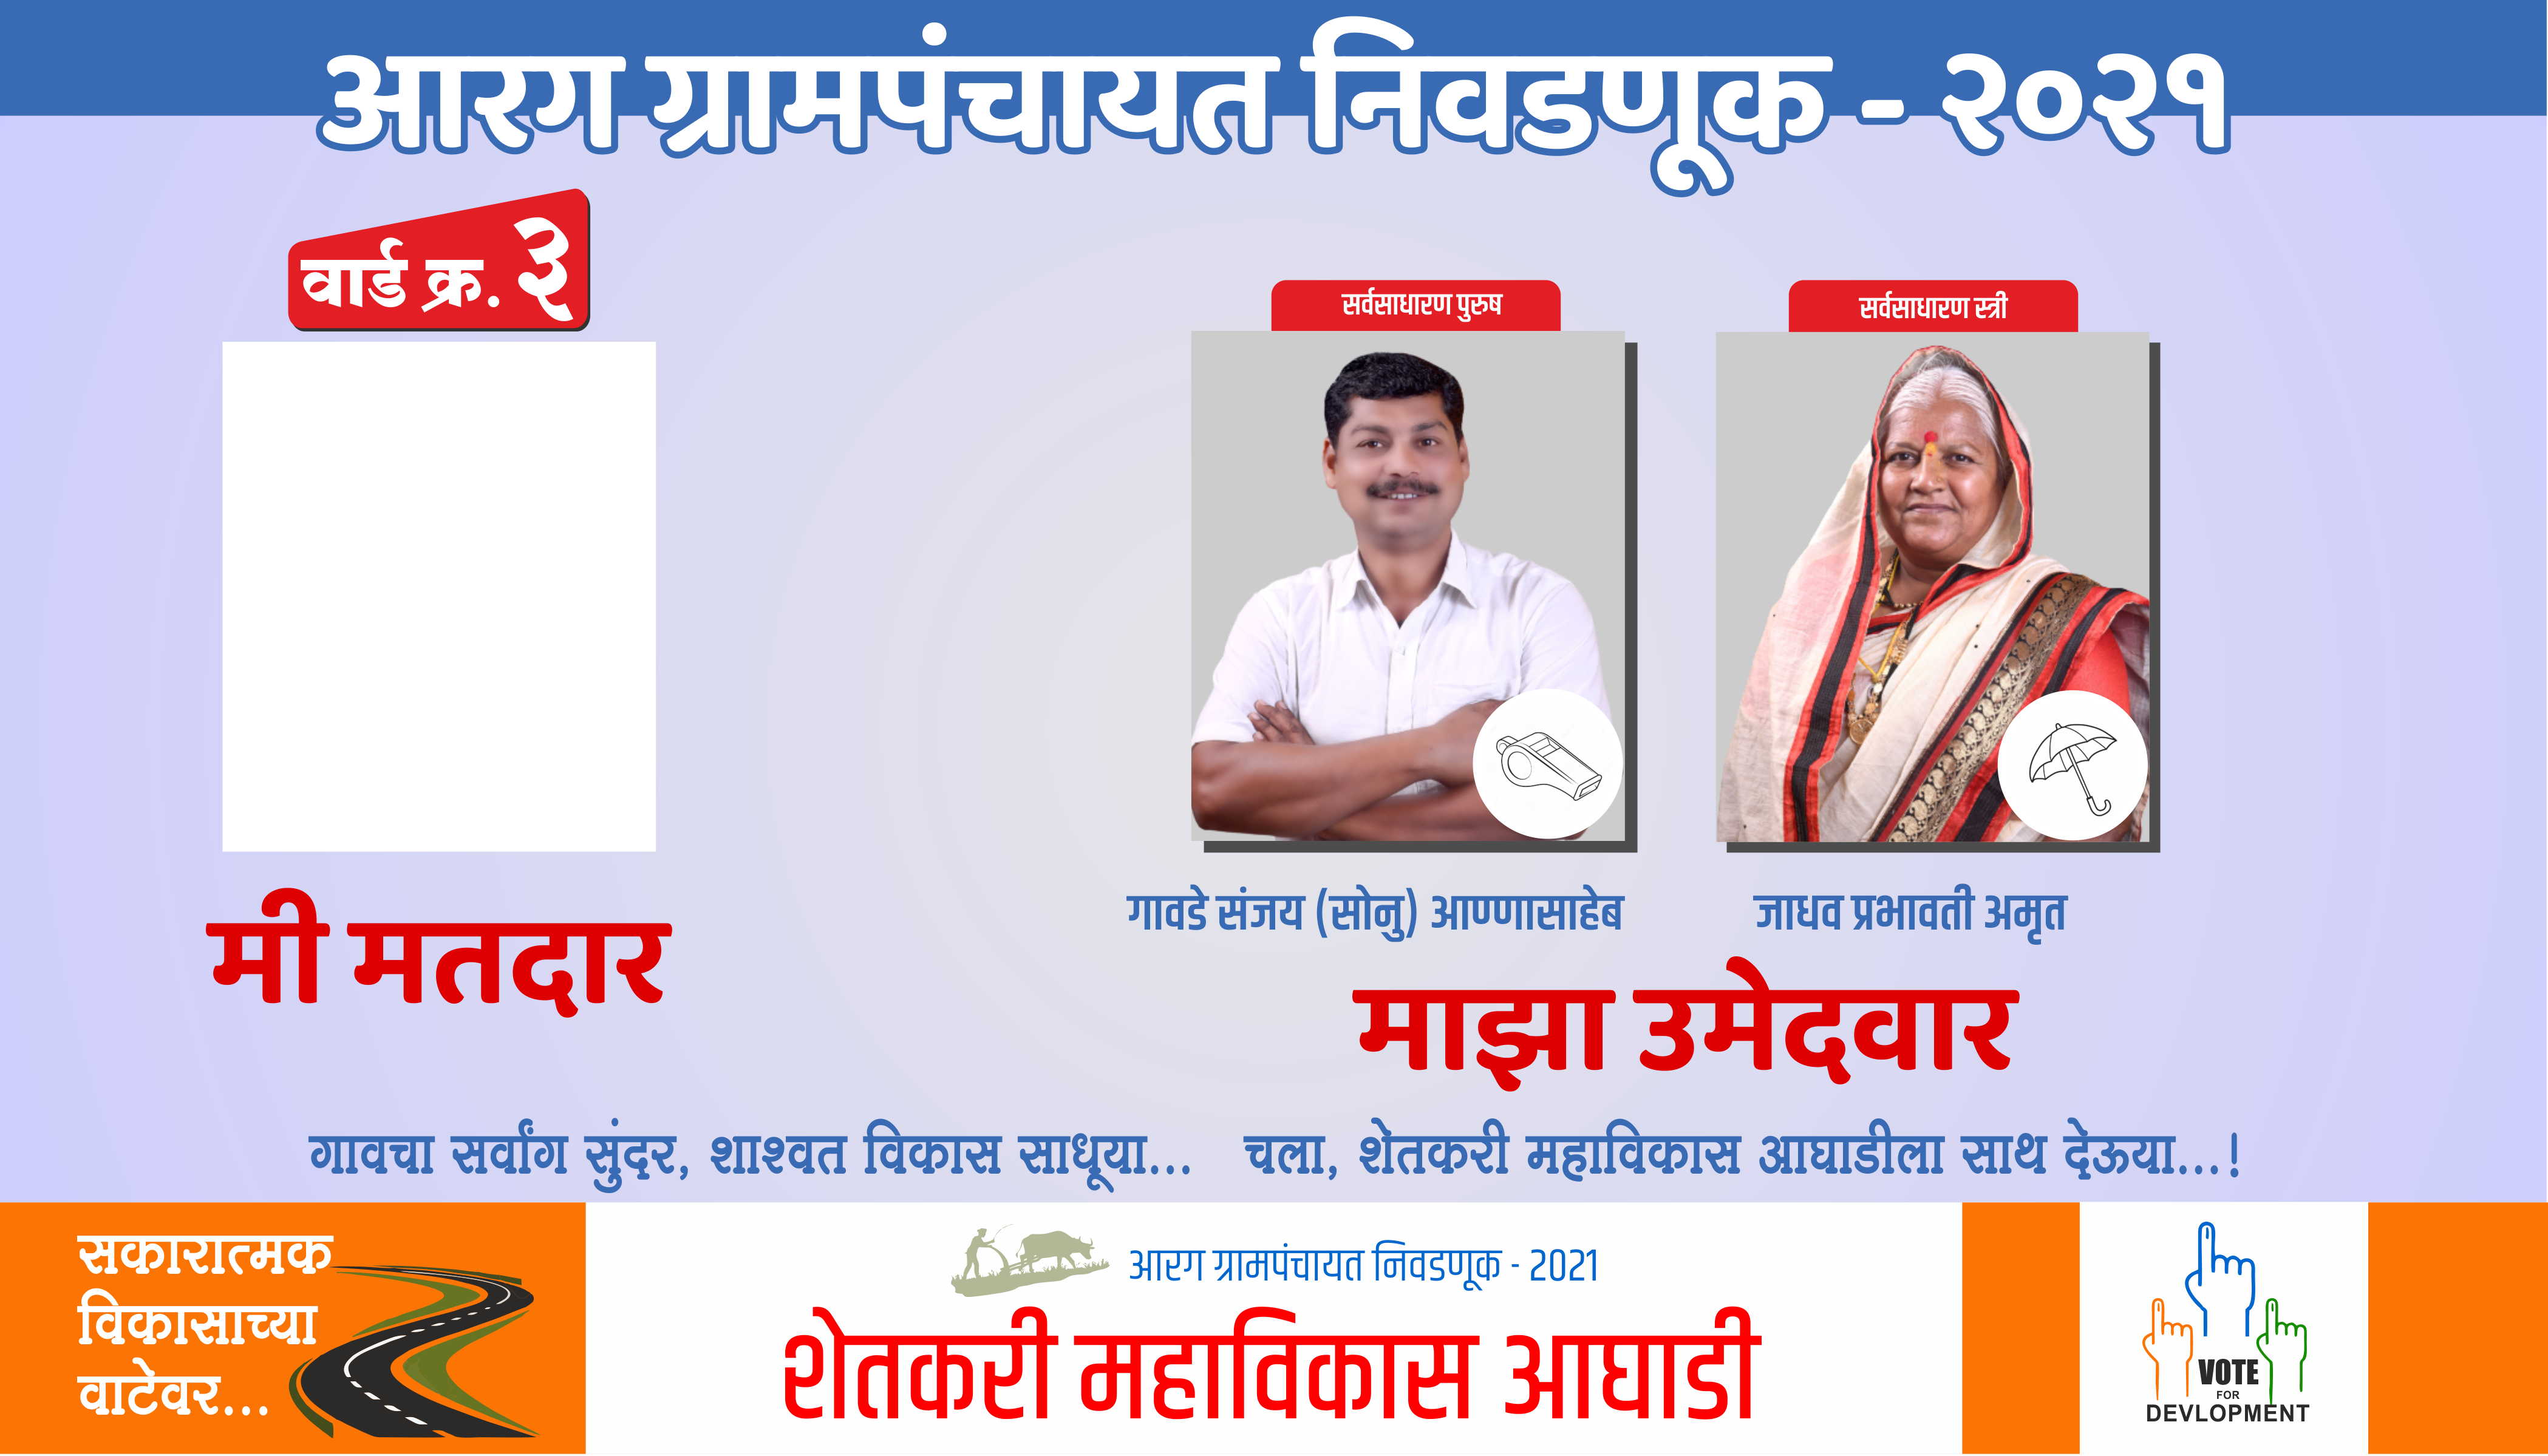 आरग ग्रामपंचायत निवडणूक - २०२१
वार्ड क्र. ३
सर्वसाधारण पुरुष
सर्वसाधारण स्त्री
गावडे संजय (सोनु) आण्णासाहेब
जाधव प्रभावती अमृत
मी मतदार
माझा उमेदवार
गावचा सर्वांग सुंदर, शाश्वत विकास साधूया... चला, शेतकरी महाविकास आघाडीला साथ देऊया...!
सकारात्मक
विकासाच्या
वाटेवर...
आरग ग्रामपंचायत निवडणूक - 2021
शेतकरी महाविकास आघाडी
VOTE
FOR
DEVLOPMENT